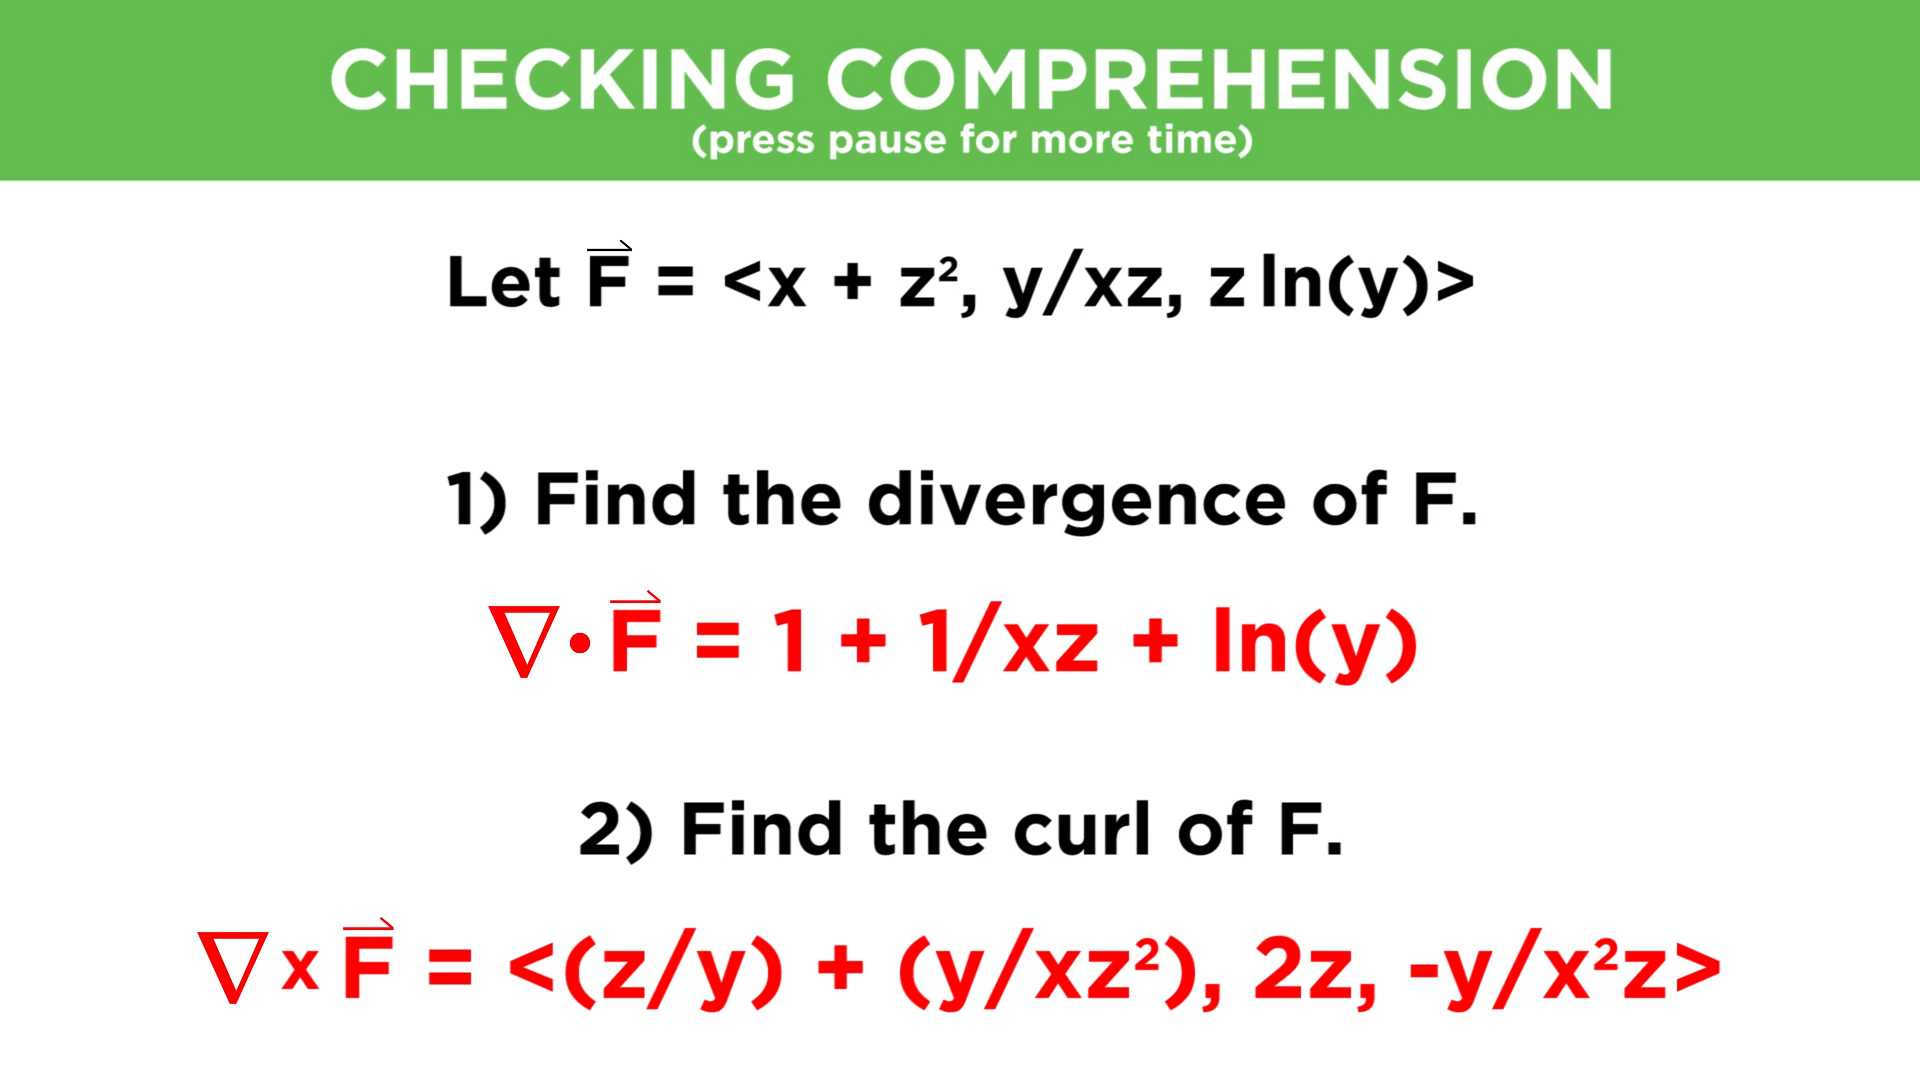 CHECKING COMPREHENSION
(press pause for more time)
Let F⃗ = <x + z², y/xz, z ln(y)>
1) Find the divergence of F.
∇•F⃗ = 1 + 1/xz + ln(y)
2) Find the curl of F.
∇ x F⃗ = <(z/y) + (y/xz²), 2z, -y/x²z>